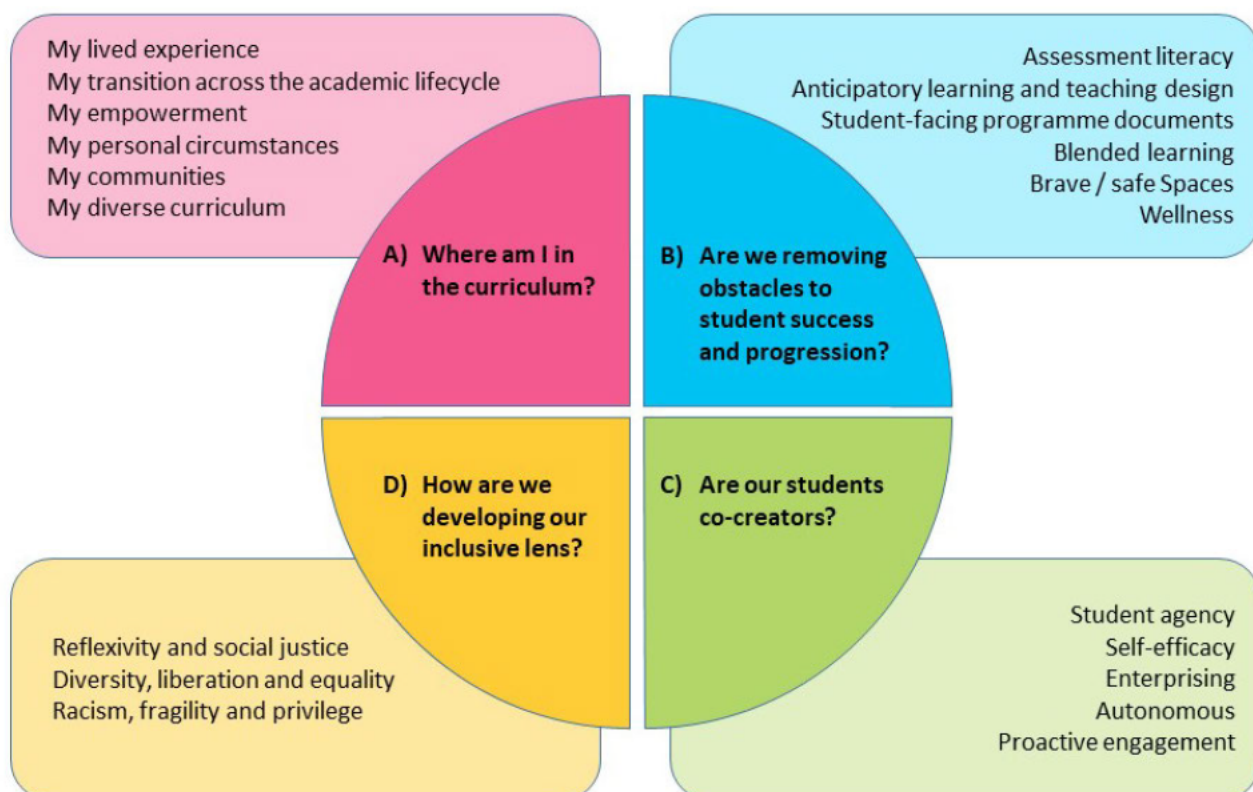 My lived experience
My transition across the academic lifecycle
My empowerment
My personal circumstances
My communities
My diverse curriculum
A) Where am I in
the curriculum?
Assessment literacy
Anticipatory learning and teaching design
Student-facing programme documents
Blended learning
Brave / safe Spaces
Wellness
B) Are we removing
obstacles to
student success
and progression?
D) How are we
developing our
inclusive lens?
Reflexivity and social justice
Diversity, liberation and equality
Racism, fragility and privilege
C) Are our students
co-creators?
Student agency
Self-efficacy
Enterprising
Autonomous
Proactive engagement